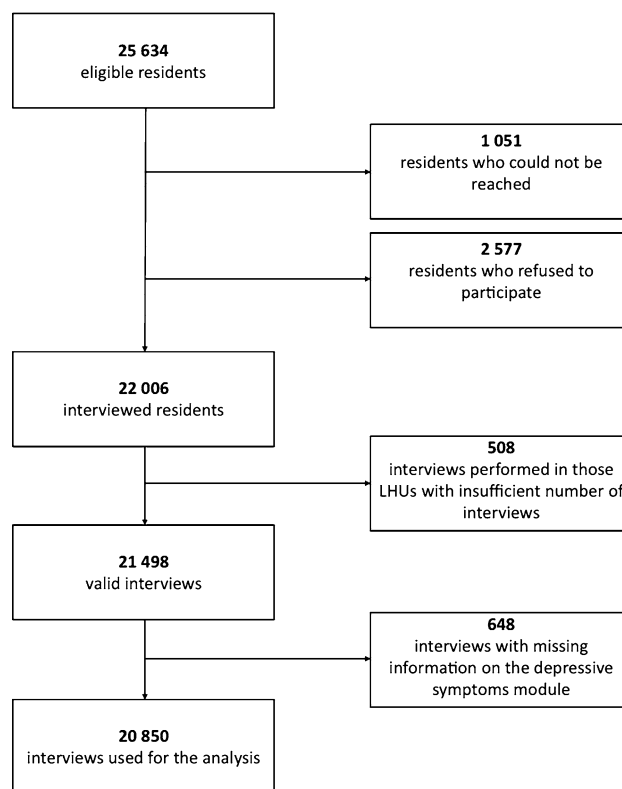 25 634
eligible residents
1 051
residents who could not be
reached
2 577
residents who refused to
participate
22 006
interviewed residents
508
interviews performed in those
LHUs with insufficient number of
interviews
21 498
valid interviews
648
interviews with missing
information on the depressive
symptoms module
20 850
interviews used for the analysis